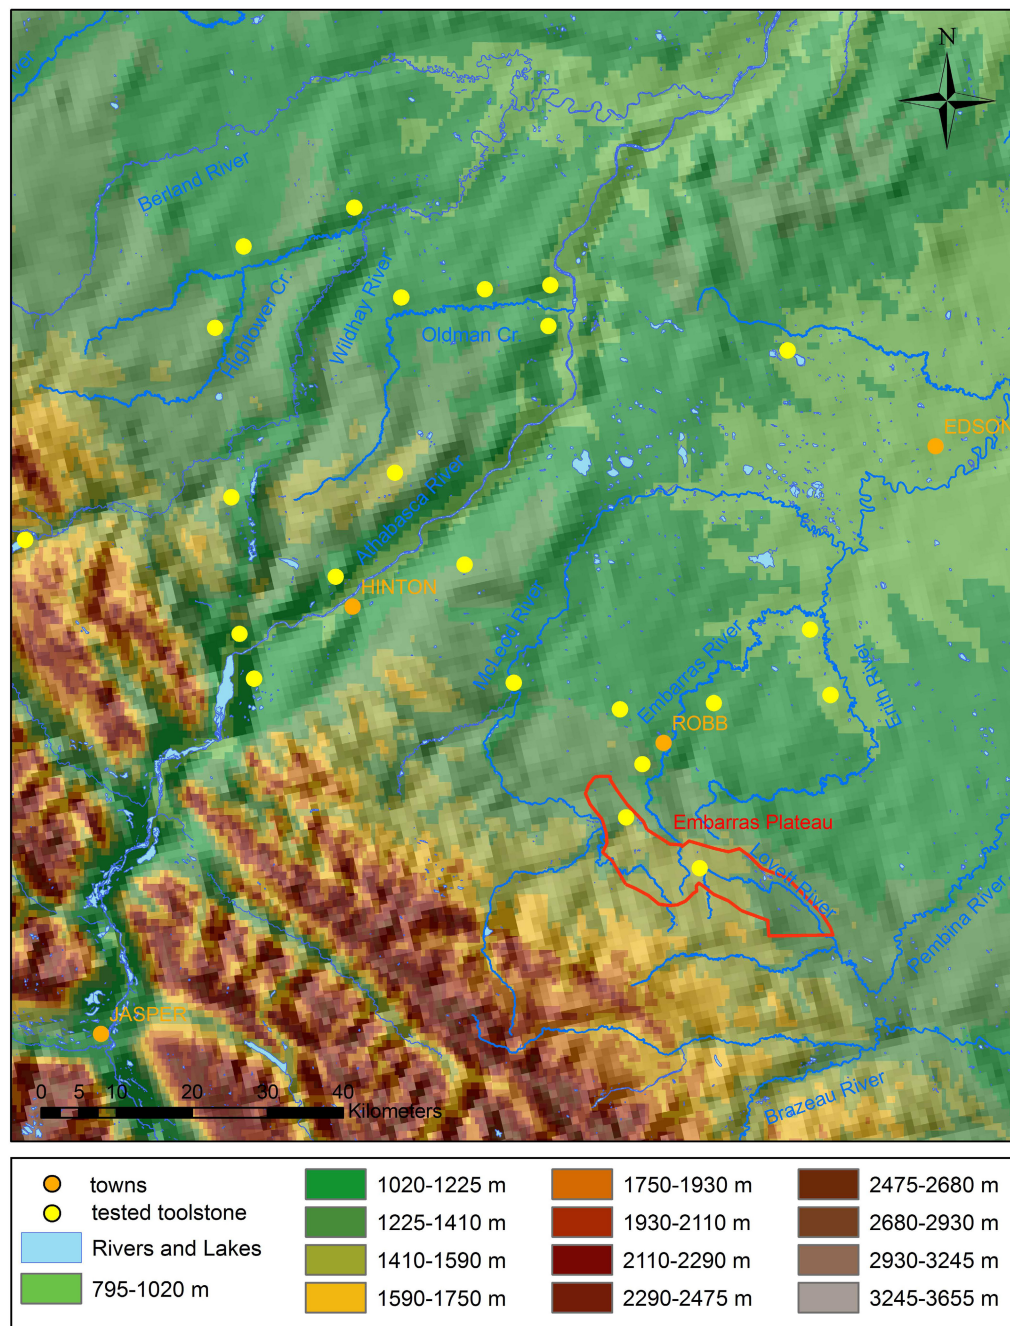 N
River
Berland River
Hightower Cr.
Wildhay River
Oldman Cr.
EDSON
Athabasca River
HINTON
McLeod River
Embarras River
Erith River
ROBB
Embarras Plateau
Lovett River
Pembina River
JASPER
0 5 10 20 30 40
Kilometers
Brazeau River
towns
tested toolstone
Rivers and Lakes
795-1020 m
1020-1225 m
1225-1410 m
1410-1590 m
1590-1750 m
1750-1930 m
1930-2110 m
2110-2290 m
2290-2475 m
2475-2680 m
2680-2930 m
2930-3245 m
3245-3655 m